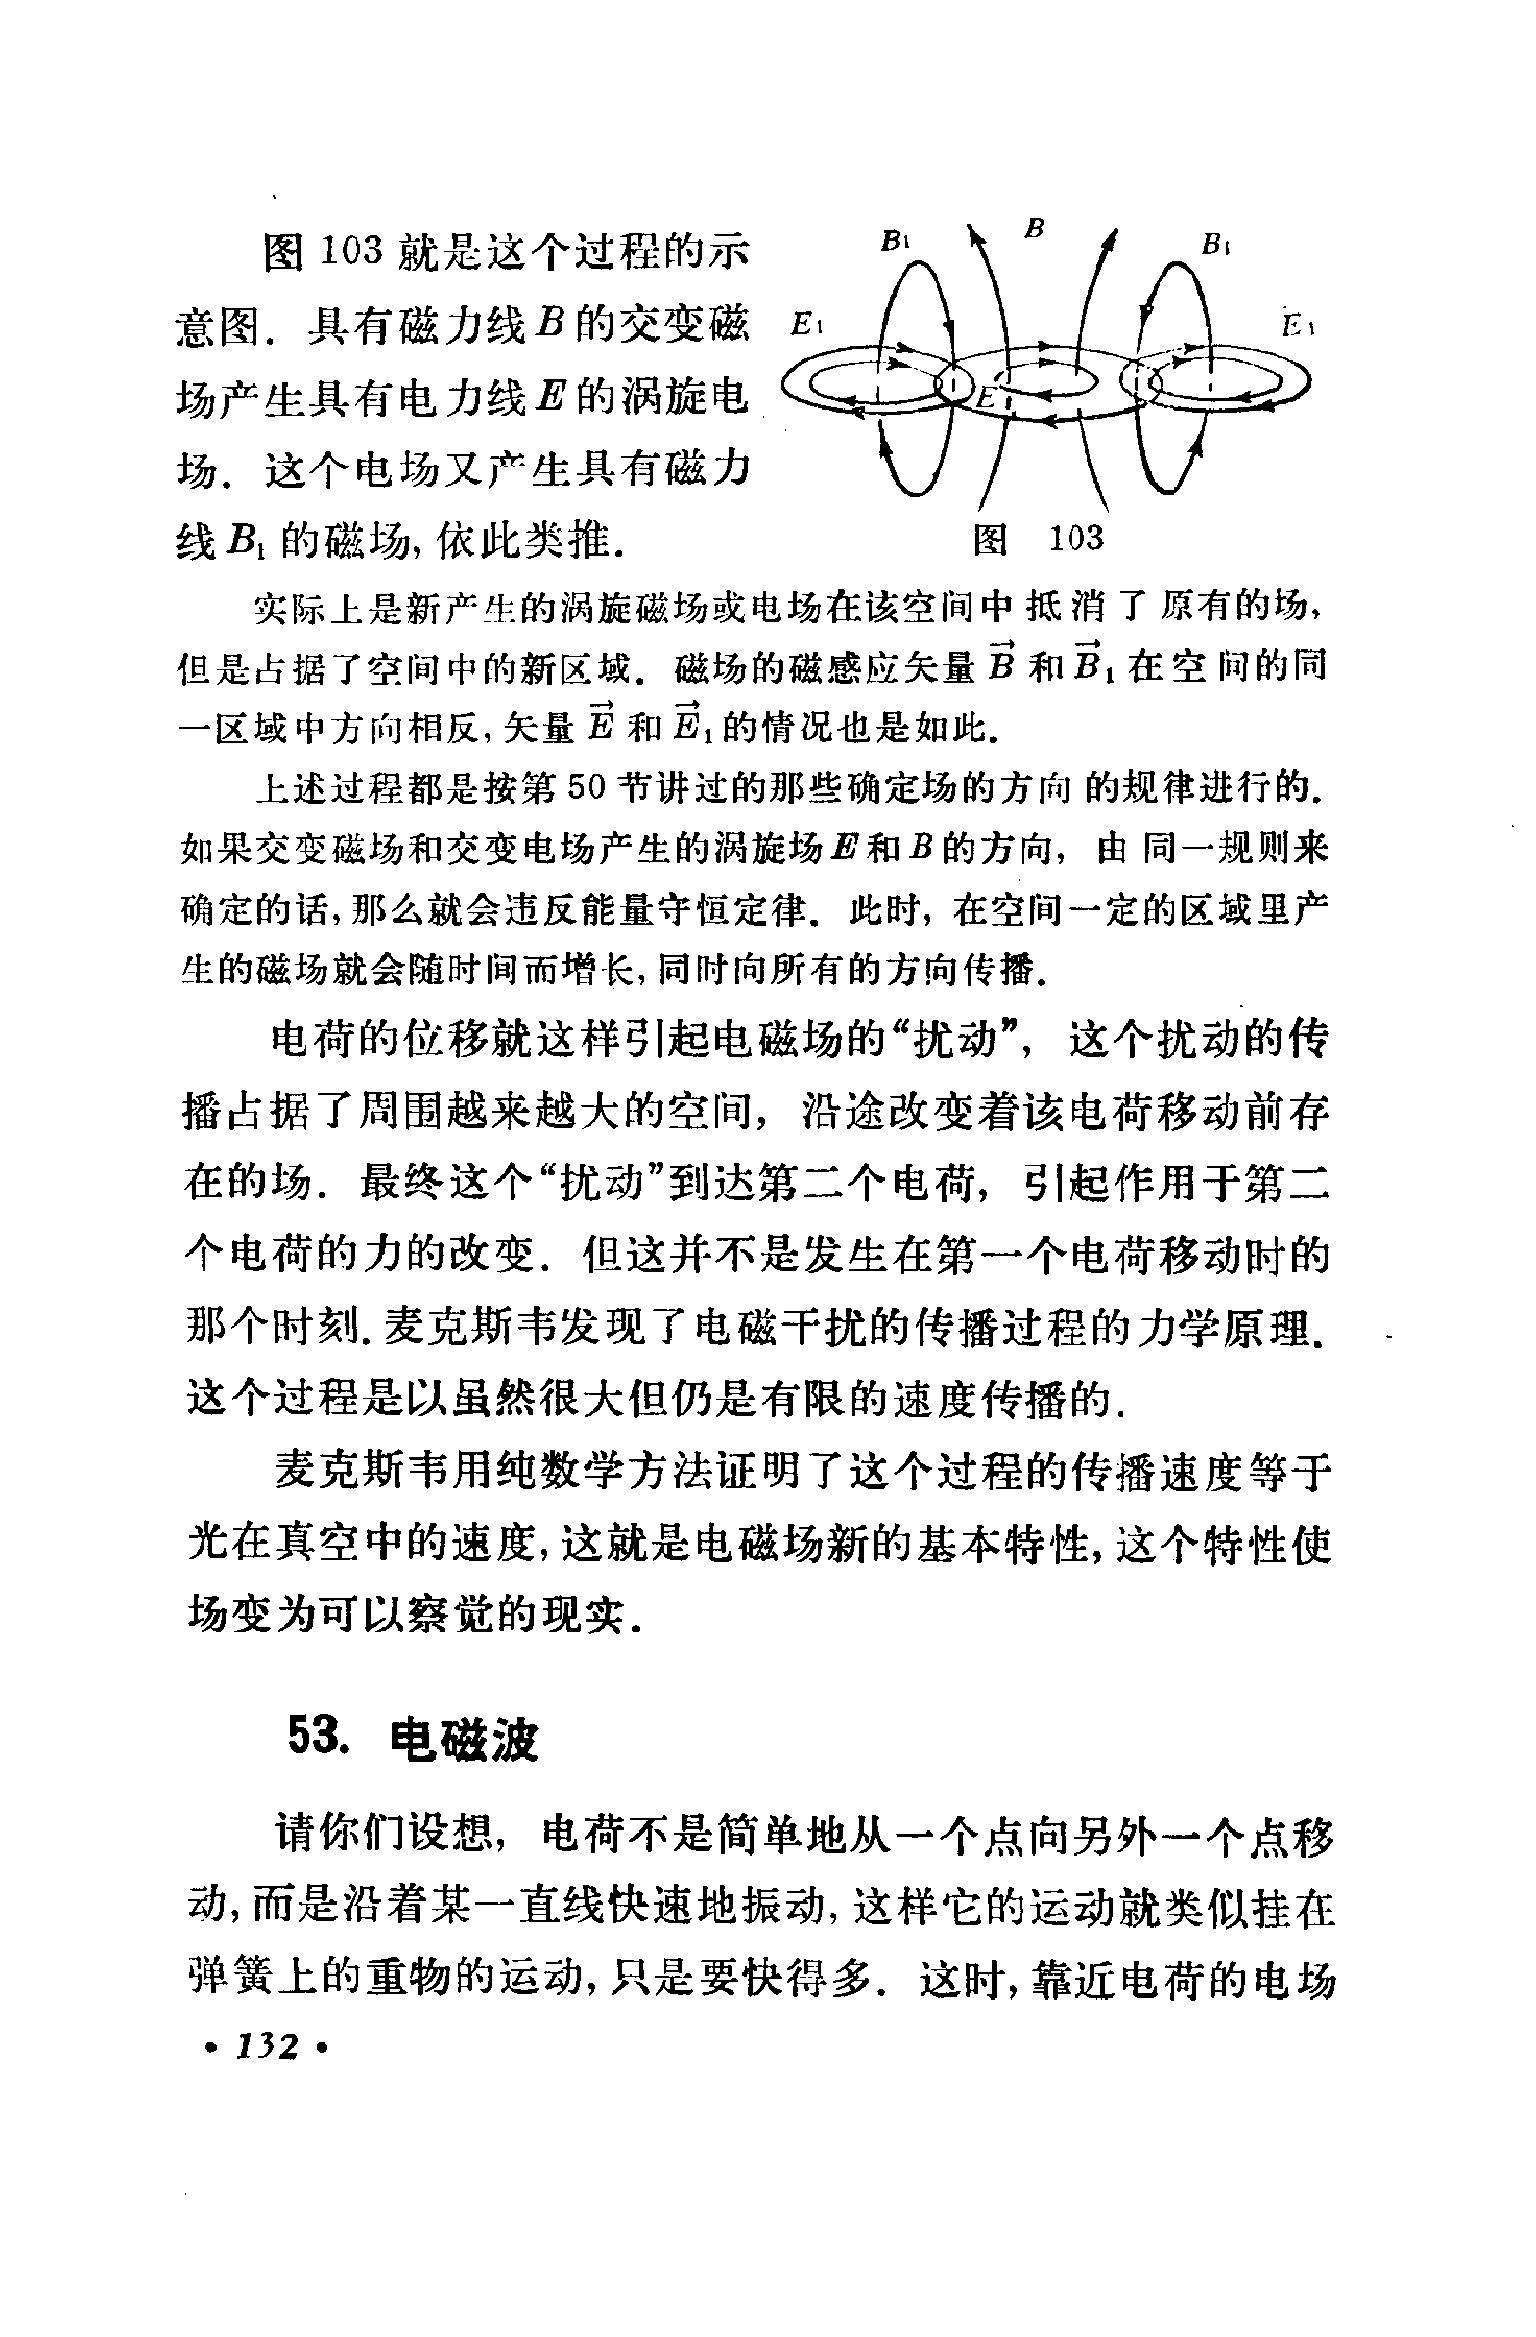 图 103 就是这个过程的示
意图．具有磁力线 B 的交变磁
场产生具有电力线 E 的涡旋电
场．这个电场又产生具有磁力
线 B₁ 的磁场，依此类推．
B₁ B B₁
E₁ E₁
E
图 103
实际上是新产生的涡旋磁场或电场在该空间中抵消了原有的场，
但是占据了空间中的新区域．磁场的磁感应矢量 B⃗ 和 B⃗₁ 在空间的同
一区域中方向相反，矢量 E⃗ 和 E⃗₁ 的情况也是如此．
上述过程都是按第 50 节讲过的那些确定场的方向的规律进行的．
如果交变磁场和交变电场产生的涡旋场 E 和 B 的方向，由同一规则来
确定的话，那么就会违反能量守恒定律．此时，在空间一定的区域里产
生的磁场就会随时间而增长，同时向所有的方向传播．
电荷的位移就这样引起电磁场的“扰动”，这个扰动的传
播占据了周围越来越大的空间，沿途改变着该电荷移动前存
在的场．最终这个“扰动”到达第二个电荷，引起作用于第二
个电荷的力的改变．但这并不是发生在第一个电荷移动时的
那个时刻．麦克斯韦发现了电磁干扰的传播过程的力学原理．
这个过程是以虽然很大但仍是有限的速度传播的．
麦克斯韦用纯数学方法证明了这个过程的传播速度等于
光在真空中的速度，这就是电磁场新的基本特性，这个特性使
场变为可以察觉的现实．
53. 电磁波
请你们设想，电荷不是简单地从一个点向另外一个点移
动，而是沿着某一直线快速地振动，这样它的运动就类似挂在
弹簧上的重物的运动，只是要快得多．这时，靠近电荷的电场
• 132 •